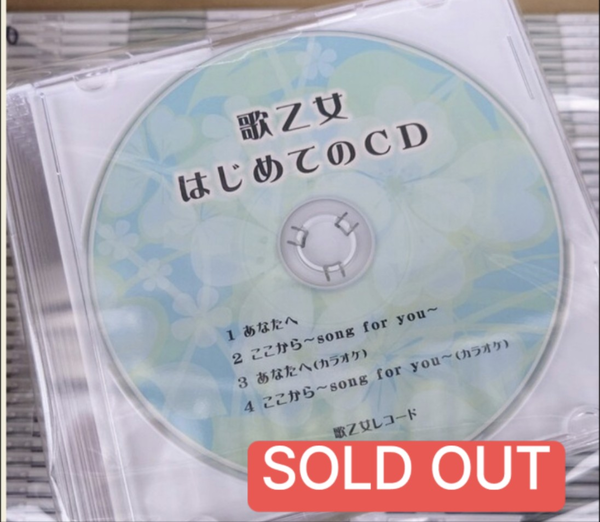 歌乙女
はじめてのCD
1 あなたへ
2 ここから～song for you～
3 あなたへ(カラオケ)
4 ここから～song for you～(カラオケ)
歌乙女レコード
SOLD OUT